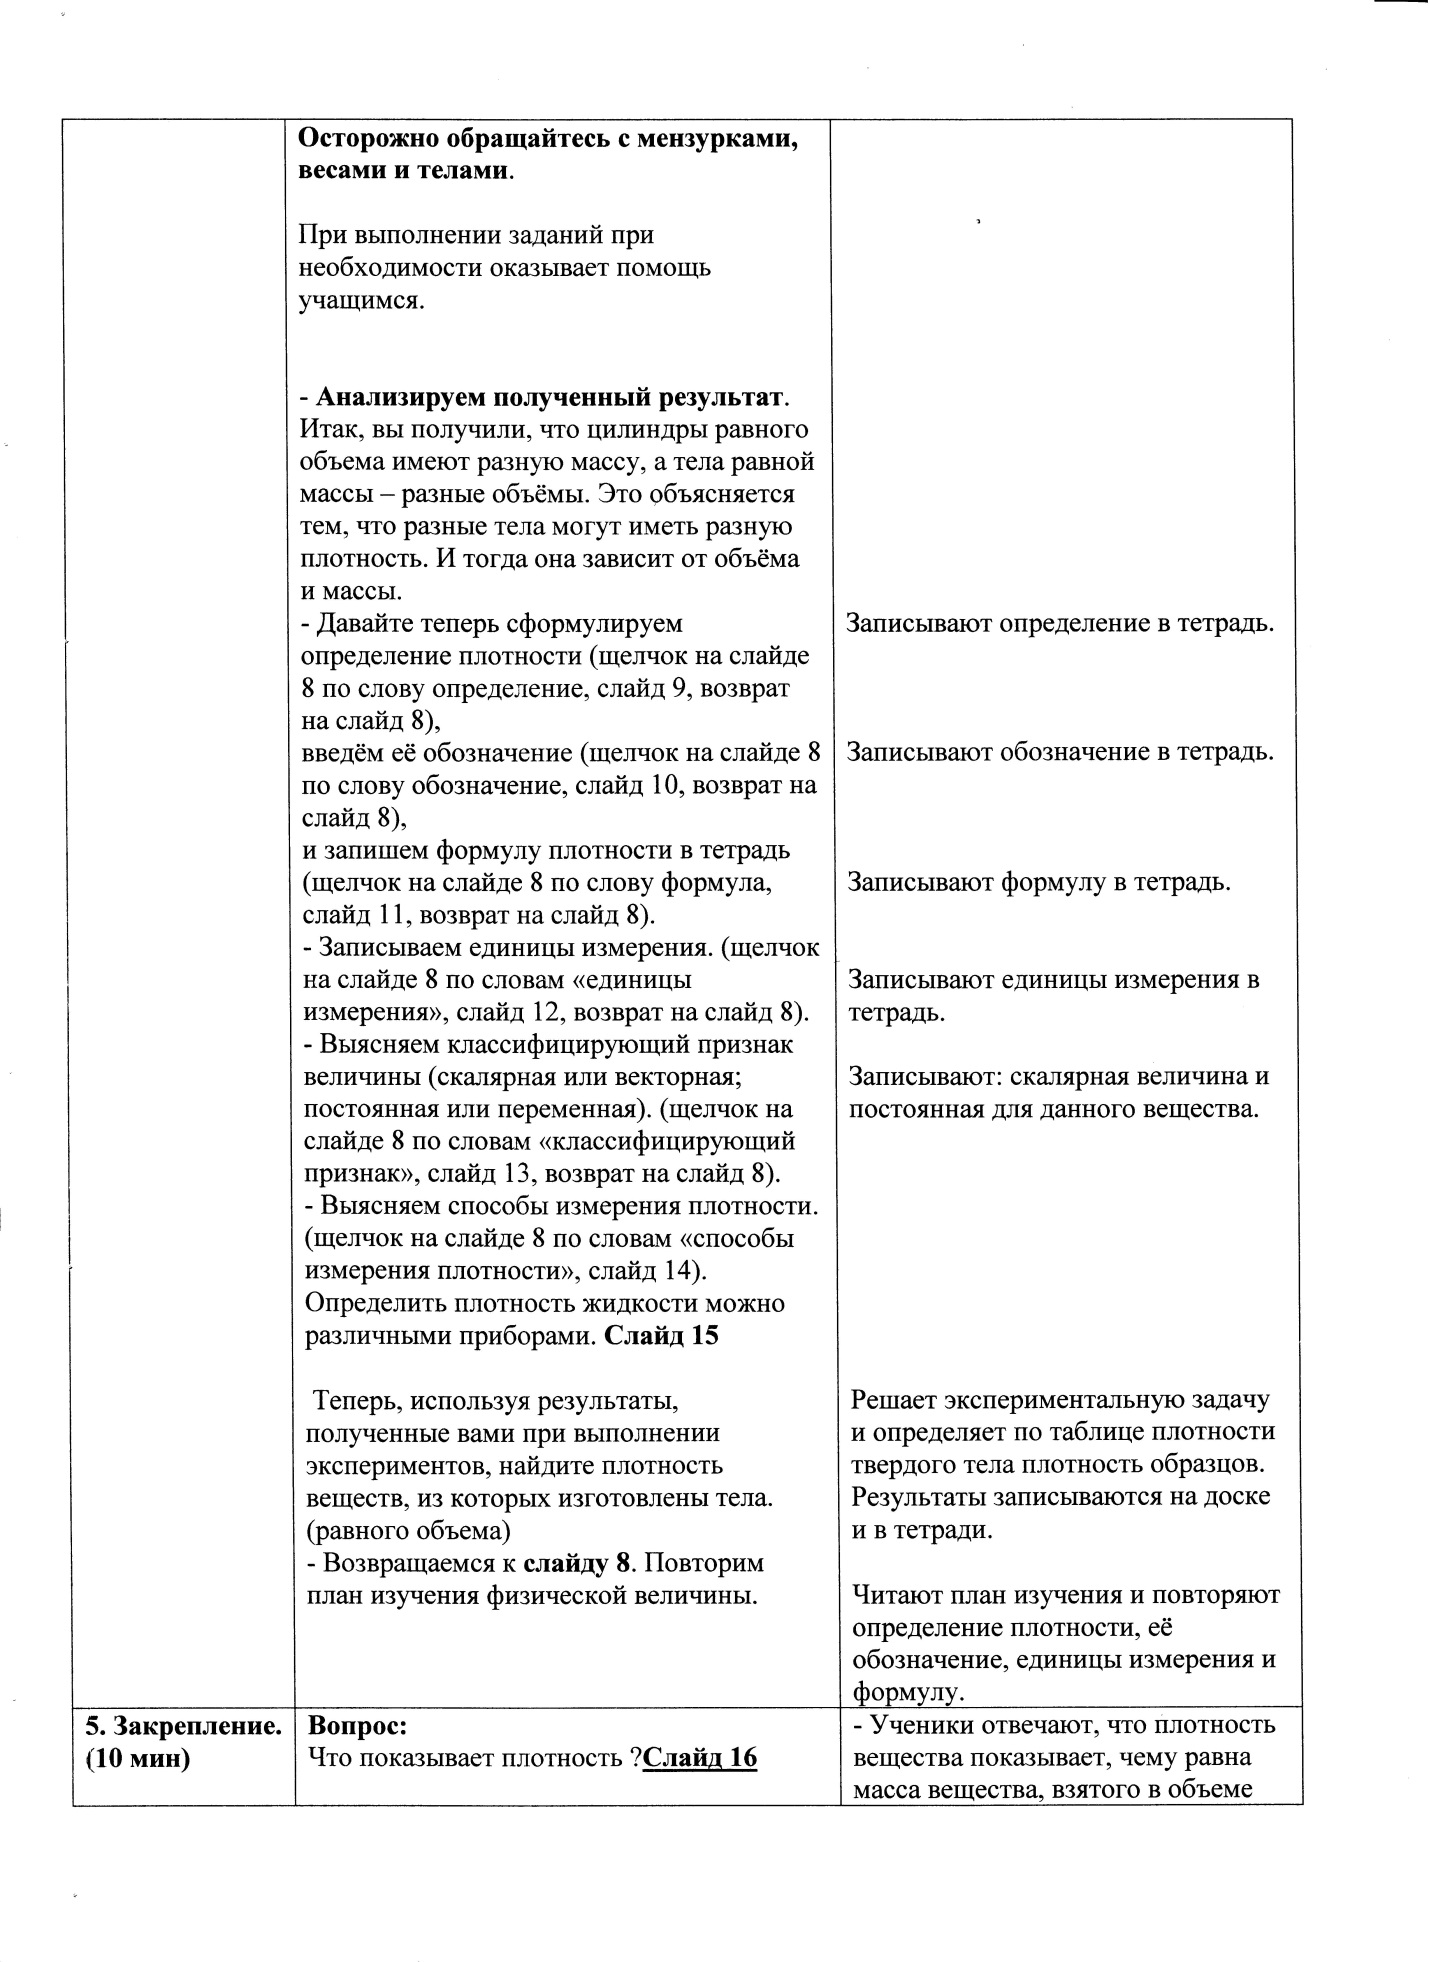 Осторожно обращайтесь с мензурками,
весами и телами.
При выполнении заданий при
необходимости оказывает помощь
учащимся.
- Анализируем полученный результат.
Итак, вы получили, что цилиндры равного
объема имеют разную массу, а тела равной
массы – разные объёмы. Это объясняется
тем, что разные тела могут иметь разную
плотность. И тогда она зависит от объёма
и массы.
- Давайте теперь сформулируем
определение плотности (щелчок на слайде
8 по слову определение, слайд 9, возврат
на слайд 8),
введём её обозначение (щелчок на слайде 8
по слову обозначение, слайд 10, возврат на
слайд 8),
и запишем формулу плотности в тетрадь
(щелчок на слайде 8 по слову формула,
слайд 11, возврат на слайд 8).
- Записываем единицы измерения. (щелчок
на слайде 8 по словам «единицы
измерения», слайд 12, возврат на слайд 8).
- Выясняем классифицирующий признак
величины (скалярная или векторная;
постоянная или переменная). (щелчок на
слайде 8 по словам «классифицирующий
признак», слайд 13, возврат на слайд 8).
- Выясняем способы измерения плотности.
(щелчок на слайде 8 по словам «способы
измерения плотности», слайд 14).
Определить плотность жидкости можно
различными приборами. Слайд 15
Теперь, используя результаты,
полученные вами при выполнении
экспериментов, найдите плотность
веществ, из которых изготовлены тела.
(равного объема)
- Возвращаемся к слайду 8. Повторим
план изучения физической величины.
Записывают определение в тетрадь.
Записывают обозначение в тетрадь.
Записывают формулу в тетрадь.
Записывают единицы измерения в
тетрадь.
Записывают: скалярная величина и
постоянная для данного вещества.
Решает экспериментальную задачу
и определяет по таблице плотности
твердого тела плотность образцов.
Результаты записываются на доске
и в тетради.
Читают план изучения и повторяют
определение плотности, её
обозначение, единицы измерения и
формулу.
5. Закрепление.
(10 мин)
Вопрос:
Что показывает плотность ?Слайд 16
- Ученики отвечают, что плотность
вещества показывает, чему равна
масса вещества, взятого в объеме